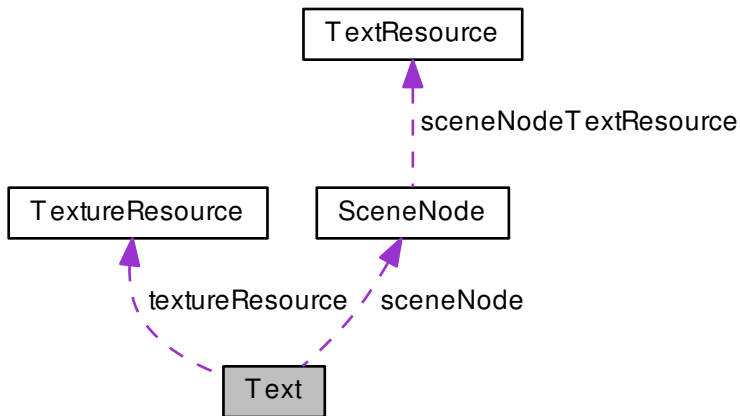 TextResource
sceneNodeTextResource
TextureResource
SceneNode
textureResource
sceneNode
Text